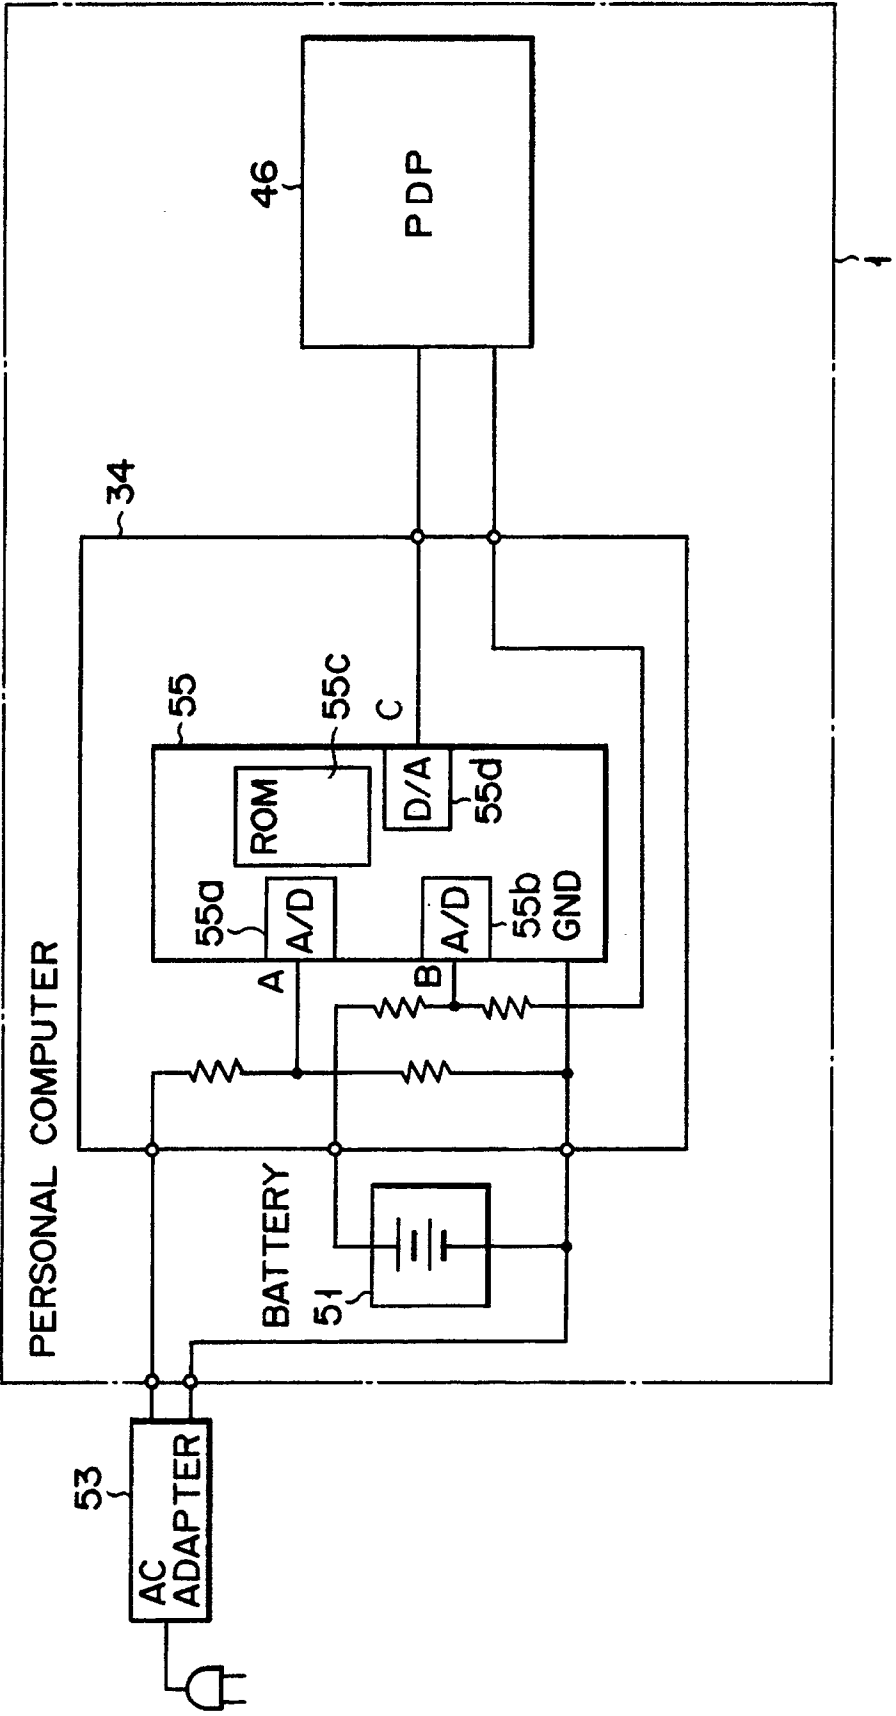 PERSONAL COMPUTER
53
AC
ADAPTER
BATTERY
51
34
55
55a
A/D
A
ROM
55c
B
A/D
55b
GND
D/A
55d
C
46
PDP
1